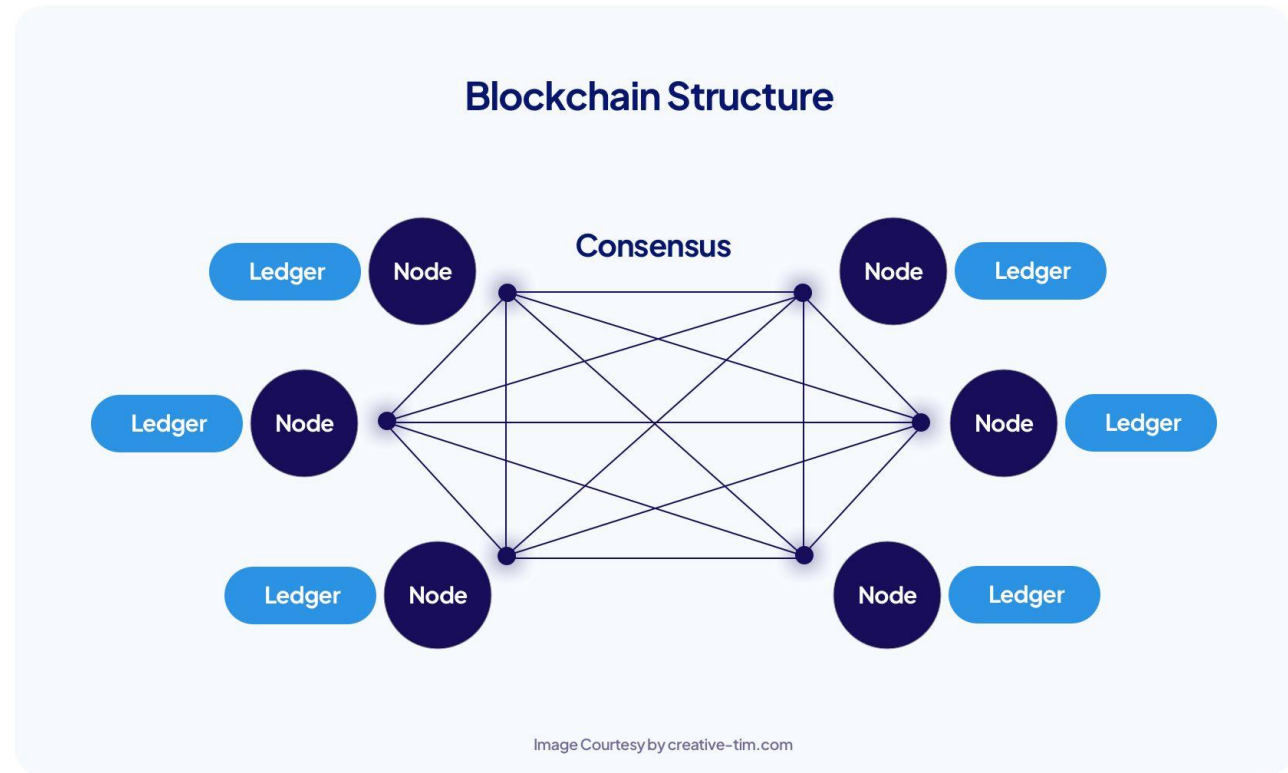 Blockchain Structure
Consensus
Ledger Node
Node Ledger
Ledger Node
Node Ledger
Ledger Node
Node Ledger
Image Courtesy by creative-tim.com